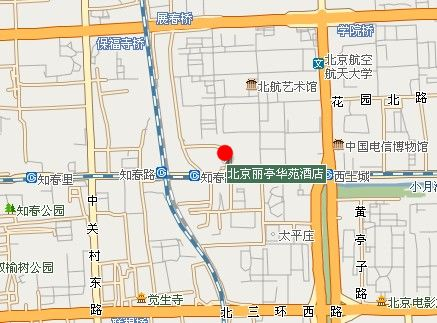 展春桥
学院桥
保福寺桥
北京航空
航天大学
北航艺术馆
花园北路
中国电信博物馆
知春里
知春路
知春
北京丽亭华苑酒店
西土城
小月
知春公园
中关村东路
黄亭子路
太平庄
榆树公园
觉生寺
北三环西路
北京电影